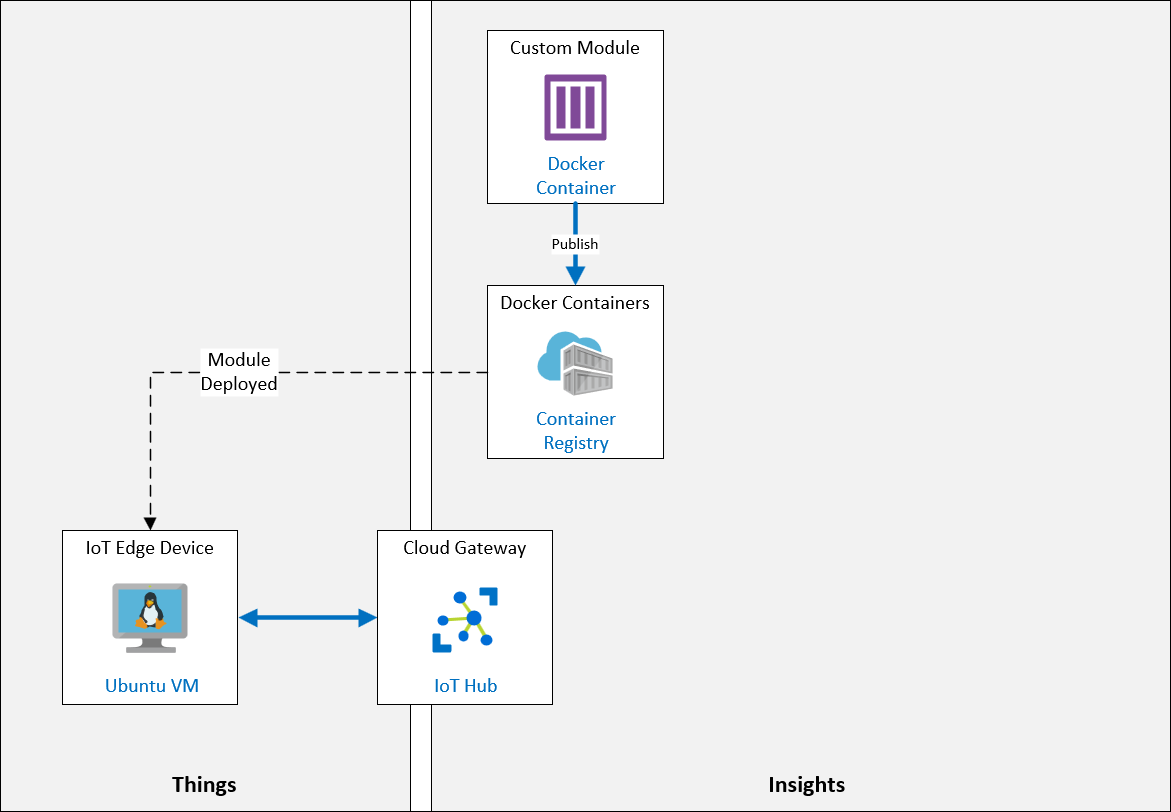 Custom Module
Docker
Container
Publish
Docker Containers
Container
Registry
Module
Deployed
IoT Edge Device
Ubuntu VM
Cloud Gateway
IoT Hub
Things
Insights